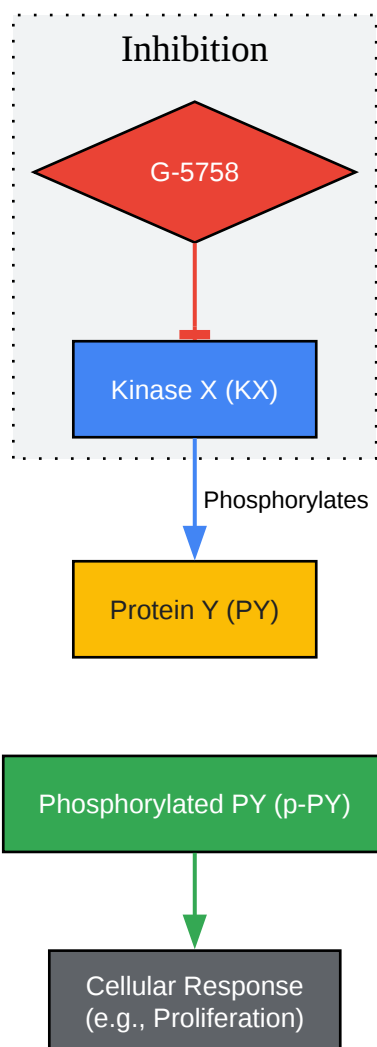 Inhibition
G-5758
Kinase X (KX)
Phosphorylates
Protein Y (PY)
Phosphorylated PY (p-PY)
Cellular Response
(e.g., Proliferation)